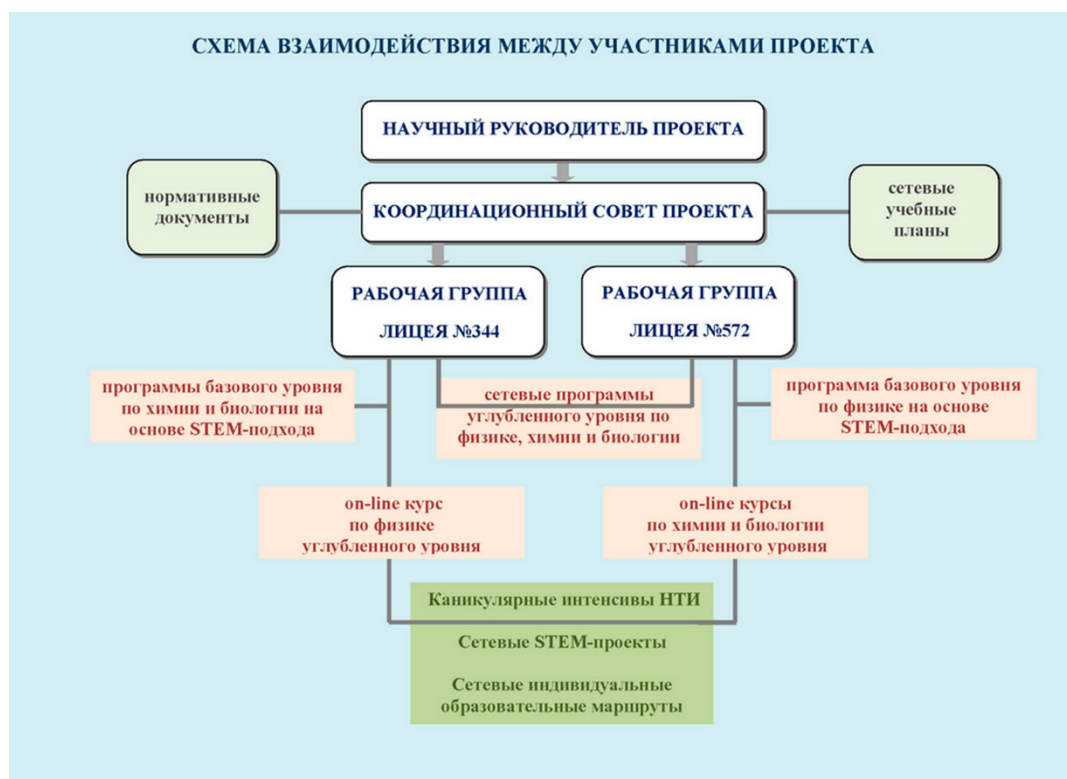 СХЕМА ВЗАИМОДЕЙСТВИЯ МЕЖДУ УЧАСТНИКАМИ ПРОЕКТА
НАУЧНЫЙ РУКОВОДИТЕЛЬ ПРОЕКТА
нормативные
документы
КООРДИНАЦИОННЫЙ СОВЕТ ПРОЕКТА
сетевые
учебные
планы
РАБОЧАЯ ГРУППА
ЛИЦЕЯ №344
РАБОЧАЯ ГРУППА
ЛИЦЕЯ №572
программы базового уровня
по химии и биологии на
основе STEM-подхода
сетевые программы
углубленного уровня по
физике, химии и биологии
программа базового уровня
по физике на основе
STEM-подхода
on-line курс
по физике
углубленного уровня
on-line курсы
по химии и биологии
углубленного уровня
Каникулярные интенсивы НТИ
Сетевые STEM-проекты
Сетевые индивидуальные
образовательные маршруты